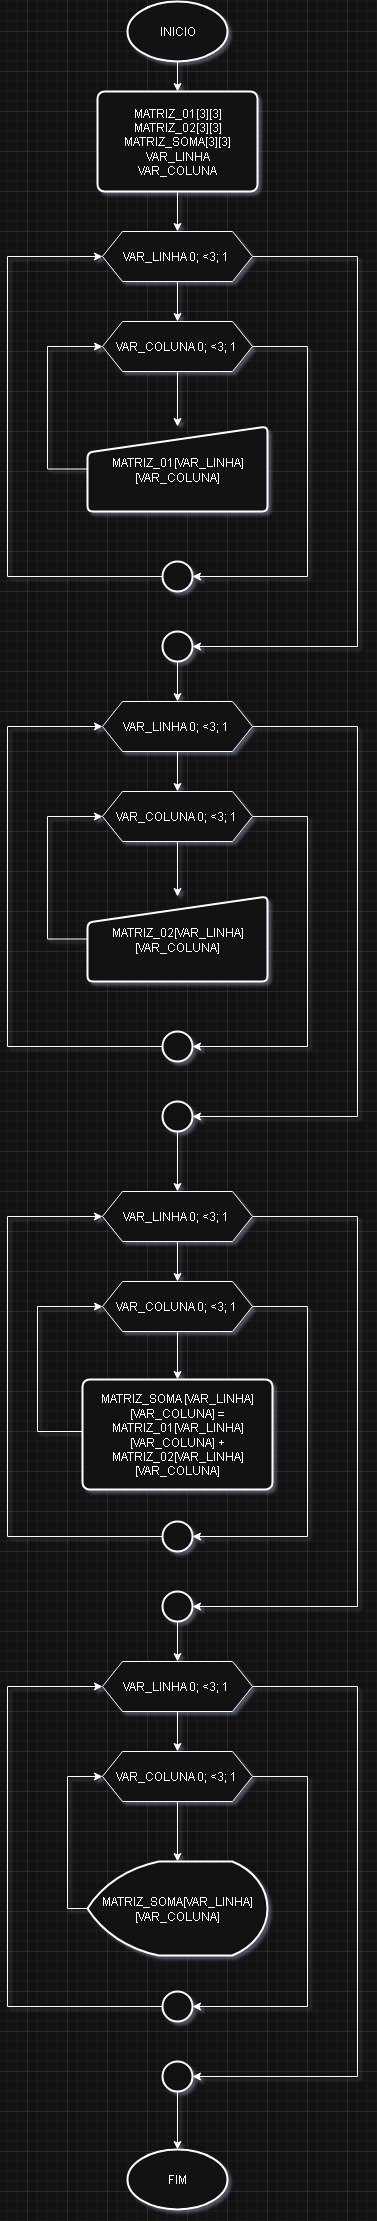 INICIO
MATRIZ_01[3][3]
MATRIZ_02[3][3]
MATRIZ_SOMA[3][3]
VAR_LINHA
VAR_COLUNA
VAR_LINHA 0; <3; 1
VAR_COLUNA 0; <3; 1
MATRIZ_01[VAR_LINHA]
[VAR_COLUNA]
VAR_LINHA 0; <3; 1
VAR_COLUNA 0; <3; 1
MATRIZ_02[VAR_LINHA]
[VAR_COLUNA]
VAR_LINHA 0; <3; 1
VAR_COLUNA 0; <3; 1
MATRIZ_SOMA[VAR_LINHA]
[VAR_COLUNA] =
MATRIZ_01[VAR_LINHA]
[VAR_COLUNA] +
MATRIZ_02[VAR_LINHA]
[VAR_COLUNA]
VAR_LINHA 0; <3; 1
VAR_COLUNA 0; <3; 1
MATRIZ_SOMA[VAR_LINHA]
[VAR_COLUNA]
FIM